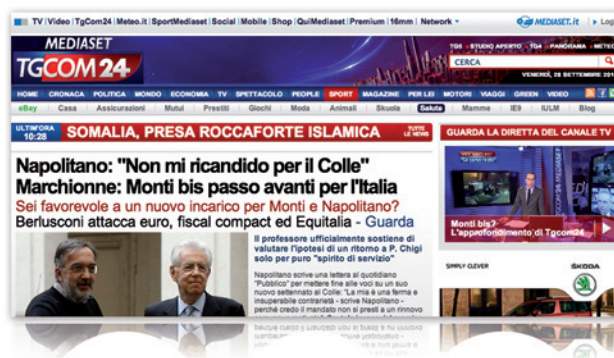 TV | Video | TgCom24 | Meteo.it | SportMediaset | Social | Mobile | Shop | QuiMediaset | Premium | 16mm | Network
MEDIASET.it
MEDIASET
TGCOM 24
TG5 STUDIO APERTO TG4 PANORAMA METEO
CERCA
VENERDÌ, 28 SETTEMBRE
HOME CRONACA POLITICA MONDO ECONOMIA TV SPETTACOLO PEOPLE SPORT MAGAZINE PER LEI MOTORI VIAGGI GREEN VIDEO
eBay Casa Assicurazioni Mutui Prestiti Giochi Moda Animali Skuola Salute Mamme IE9 IULM Blog
ULTIM'ORA
10:28
SOMALIA, PRESA ROCCAFORTE ISLAMICA
TUTTE
LE NEWS
GUARDA LA DIRETTA DEL CANALE TV
Napolitano: "Non mi ricandido per il Colle"
Marchionne: Monti bis passo avanti per l'Italia
Sei favorevole a un nuovo incarico per Monti e Napolitano?
Berlusconi attacca euro, fiscal compact ed Equitalia - Guarda
Il professore ufficialmente sostiene di
valutare l'ipotesi di un ritorno a P. Chigi
solo per puro "spirito di servizio"
Napolitano scrive una lettera al quotidiano
"Pubblico" per mettere fine alle voci su un suo
nuovo settennato al Colle: "La mia è una ferma e
insuperabile contrarietà - scrive Napolitano -
perché credo il mandato non si presti a un rinnovo
Monti bis?
L'approfondimento di Tgcom24
SIMPLY CLEVER
ŠKODA